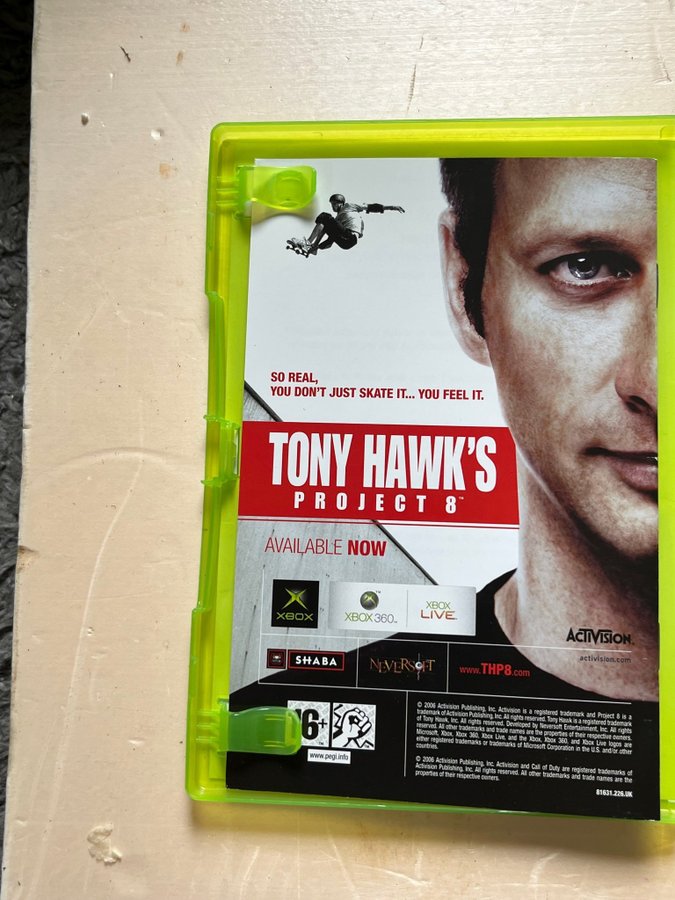 SO REAL,
YOU DON'T JUST SKATE IT... YOU FEEL IT.
TONY HAWK'S
PROJECT 8™
AVAILABLE NOW
XBOX
XBOX 360™
XBOX
LIVE
ACTIVISION.
activision.com
SHABA
NEVERSOFT
www.THP8.com
6+
www.pegi.info
© 2006 Activision Publishing, Inc. Activision is a registered trademark and Project 8 is a
trademark of Activision Publishing, Inc. All rights reserved. Tony Hawk is a registered trademark
of Tony Hawk, Inc. All rights reserved. Developed by Neversoft Entertainment, Inc. All rights
reserved. All other trademarks and trade names are the properties of their respective owners.
Microsoft, Xbox, Xbox 360, Xbox Live, and the Xbox, Xbox 360, and Xbox Live logos are
either registered trademarks or trademarks of Microsoft Corporation in the U.S. and/or other
countries.
© 2006 Activision Publishing, Inc. Activision and Call of Duty are registered trademarks of
Activision Publishing, Inc. All rights reserved. All other trademarks and trade names are the
properties of their respective owners.
81631.226.UK